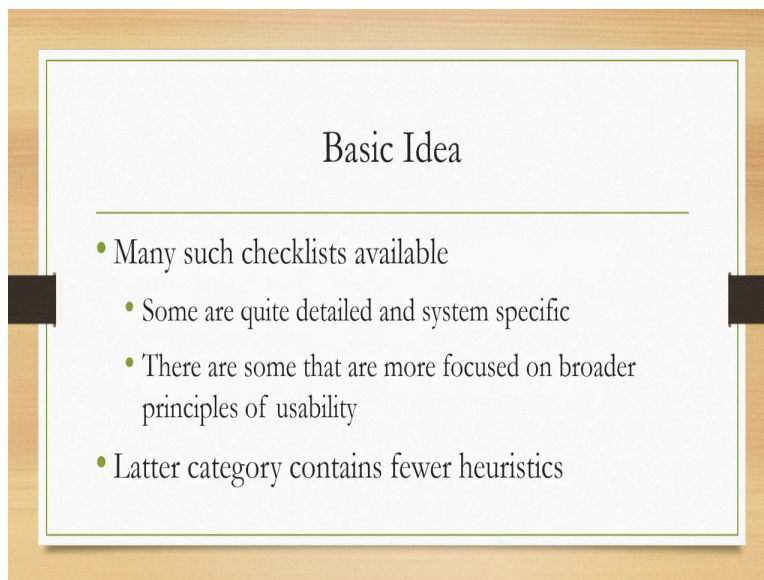 Basic Idea
• Many such checklists available
• Some are quite detailed and system specific
• There are some that are more focused on broader
principles of usability
• Latter category contains fewer heuristics